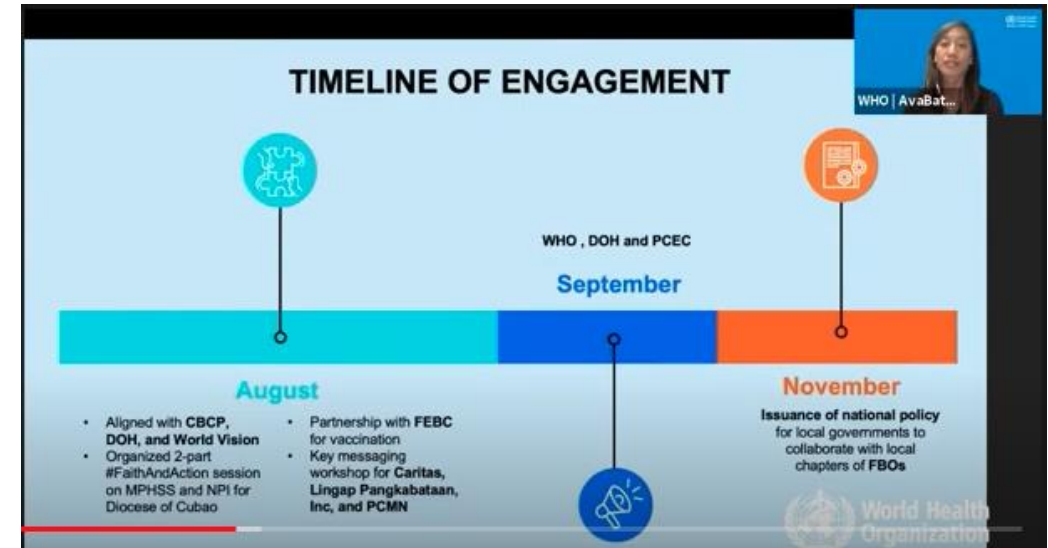 TIMELINE OF ENGAGEMENT
WHO | AvaBat...
WHO , DOH and PCEC
September
August
• Aligned with CBCP,
DOH, and World Vision
• Organized 2-part
#FaithAndAction session
on MPHSS and NPI for
Diocese of Cubao
• Partnership with FEBC
for vaccination
• Key messaging
workshop for Caritas,
Lingap Pangkabataan,
Inc, and PCMN
November
Issuance of national policy
for local governments to
collaborate with local
chapters of FBOs
World Health
Organization